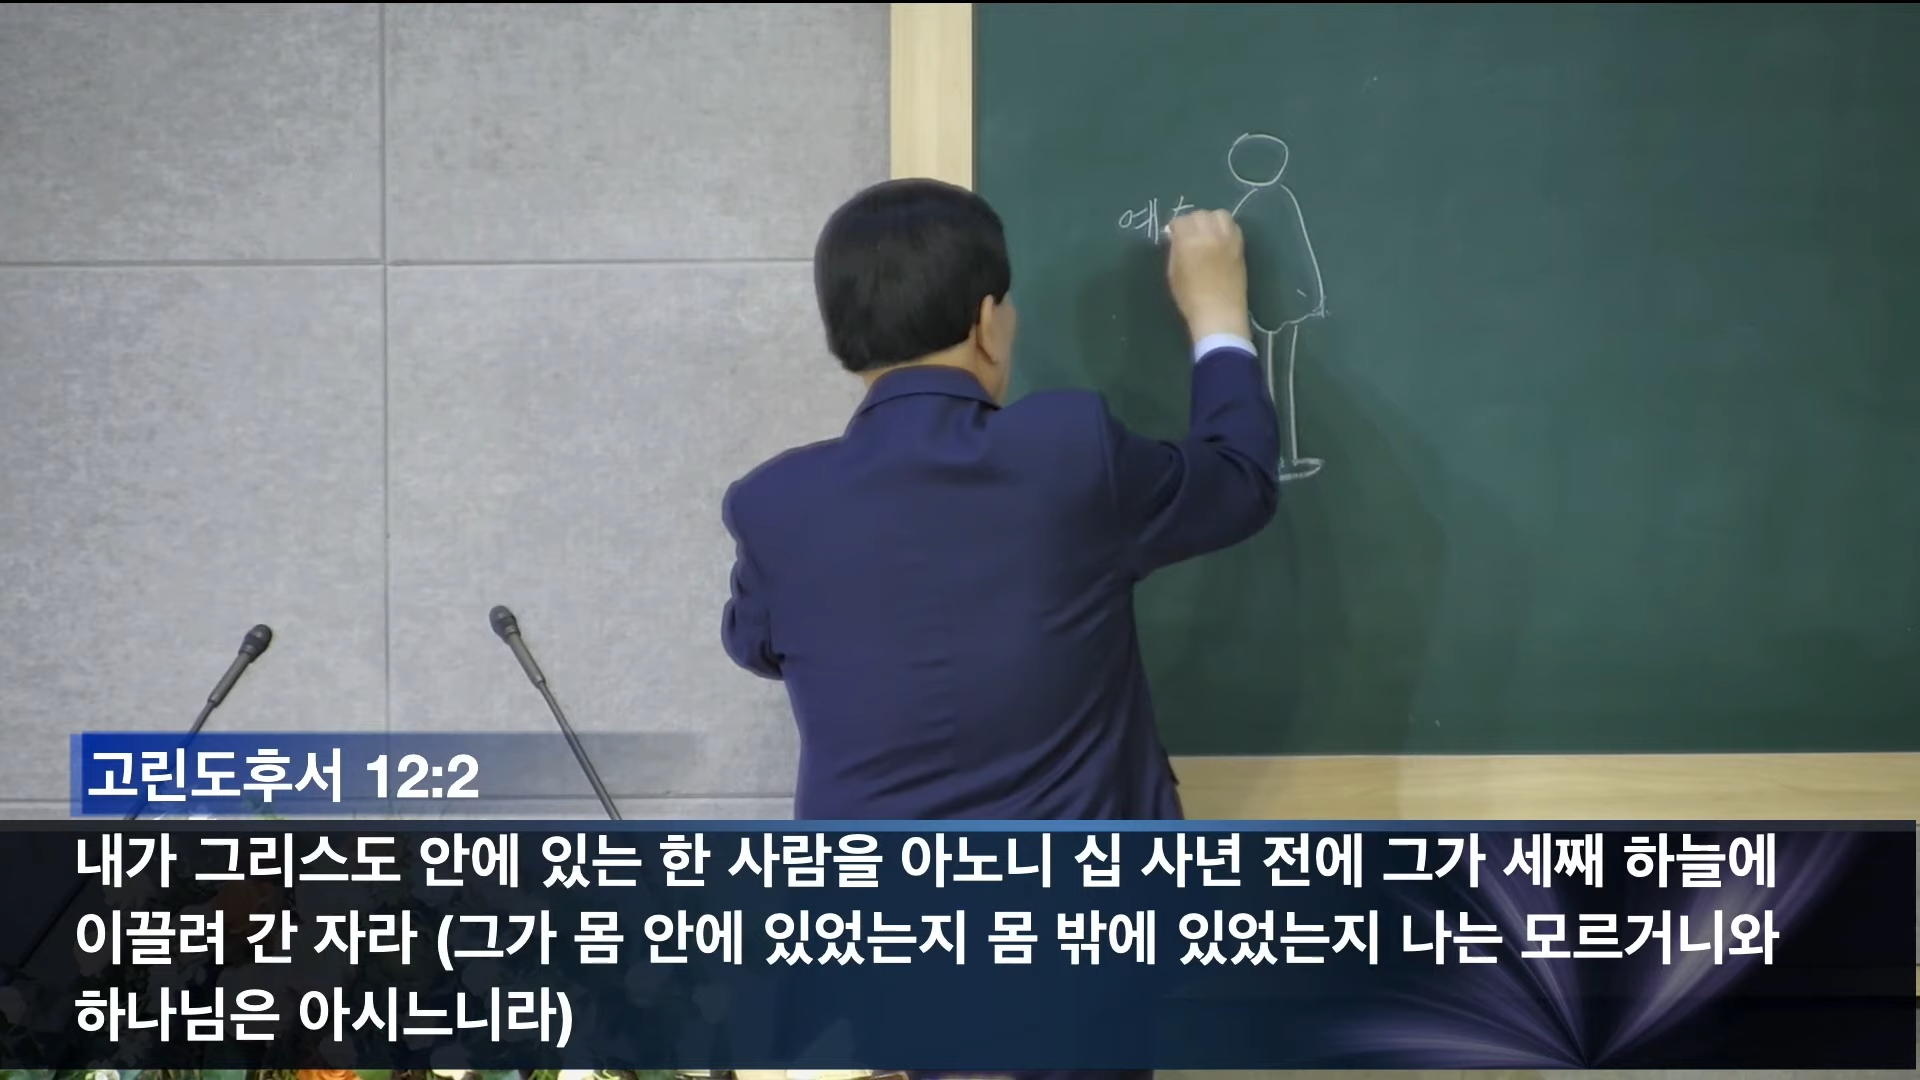 예
고린도후서 12:2
내가 그리스도 안에 있는 한 사람을 아노니 십 사년 전에 그가 세째 하늘에
이끌려 간 자라 (그가 몸 안에 있었는지 몸 밖에 있었는지 나는 모르거니와
하나님은 아시느니라)